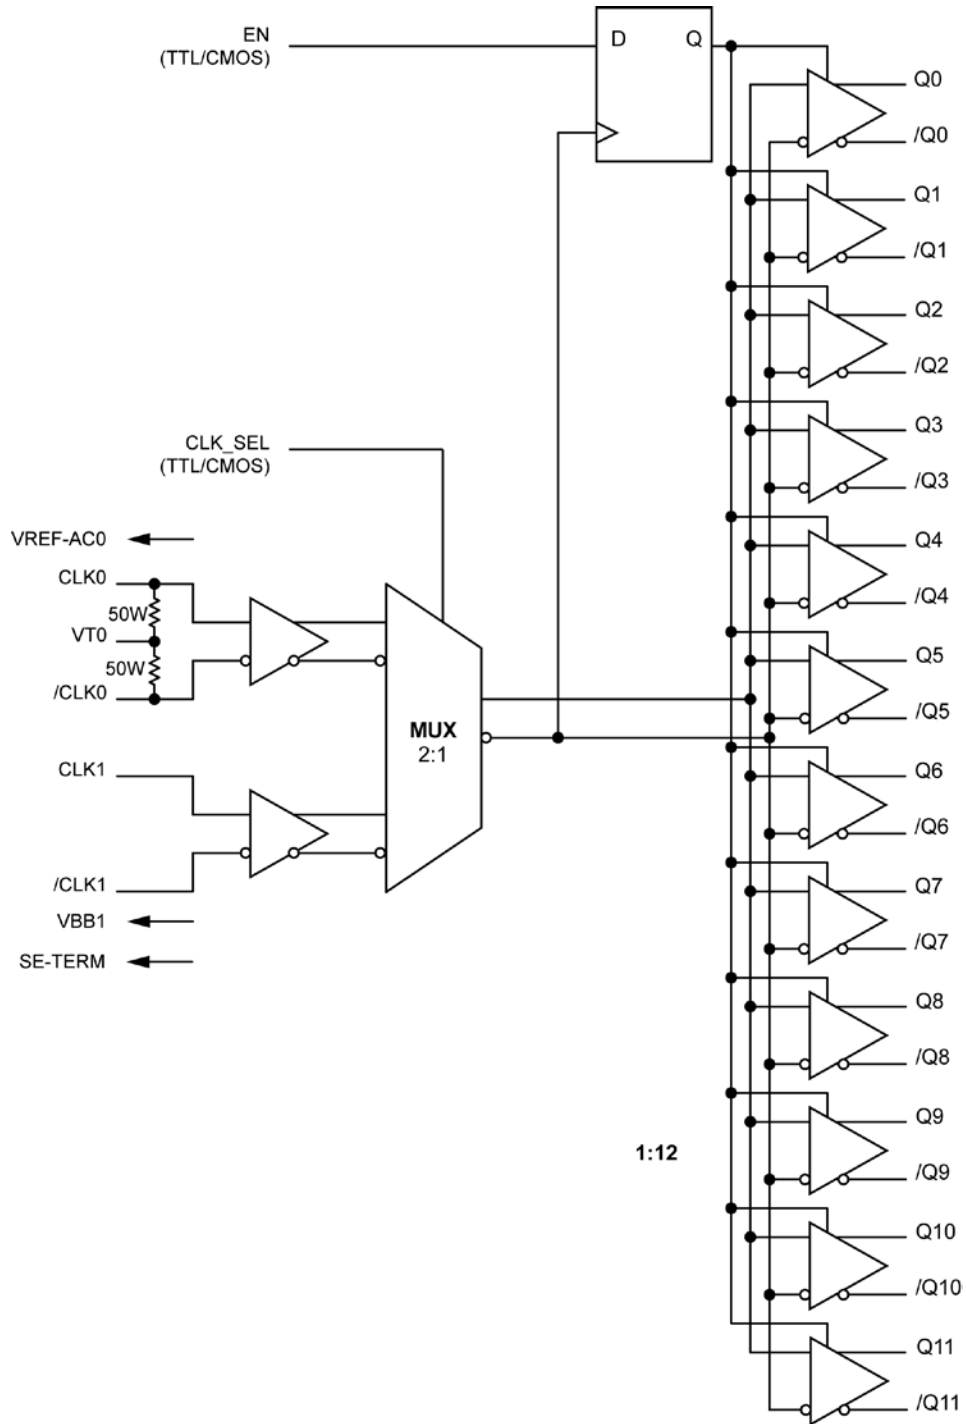 EN
(TTL/CMOS)
D
Q
Q0
/Q0
Q1
/Q1
Q2
/Q2
Q3
/Q3
CLK_SEL
(TTL/CMOS)
VREF-AC0
CLK0
50W
VT0
50W
/CLK0
CLK1
/CLK1
VBB1
SE-TERM
MUX
2:1
Q4
/Q4
Q5
/Q5
Q6
/Q6
Q7
/Q7
Q8
/Q8
Q9
/Q9
1:12
Q10
/Q10
Q11
/Q11